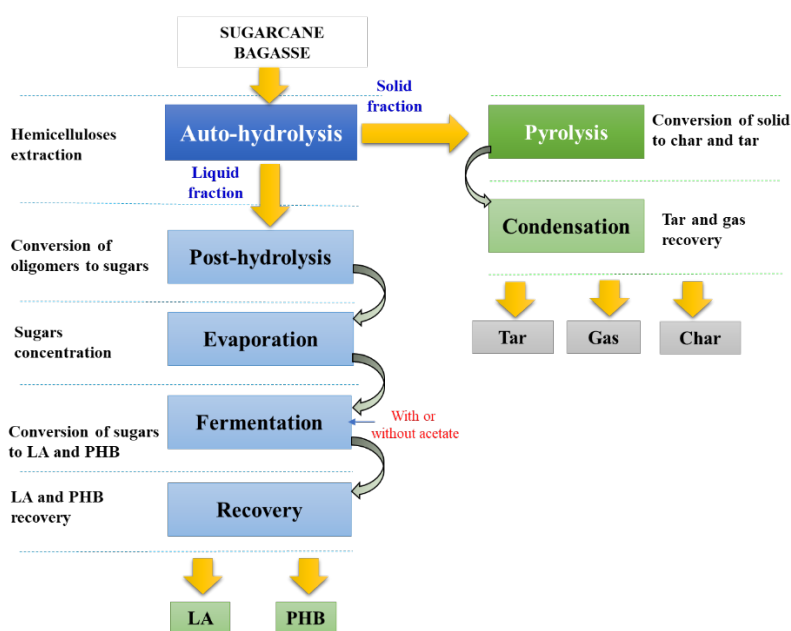 SUGARCANE
BAGASSE
Solid
fraction
Hemicelluloses
extraction
Auto-hydrolysis
Pyrolysis
Conversion of solid
to char and tar
Liquid
fraction
Condensation
Tar and gas
recovery
Conversion of
oligomers to sugars
Post-hydrolysis
Tar
Gas
Char
Sugars
concentration
Evaporation
Conversion of sugars
to LA and PHB
Fermentation
With or
without acetate
LA and PHB
recovery
Recovery
LA
PHB